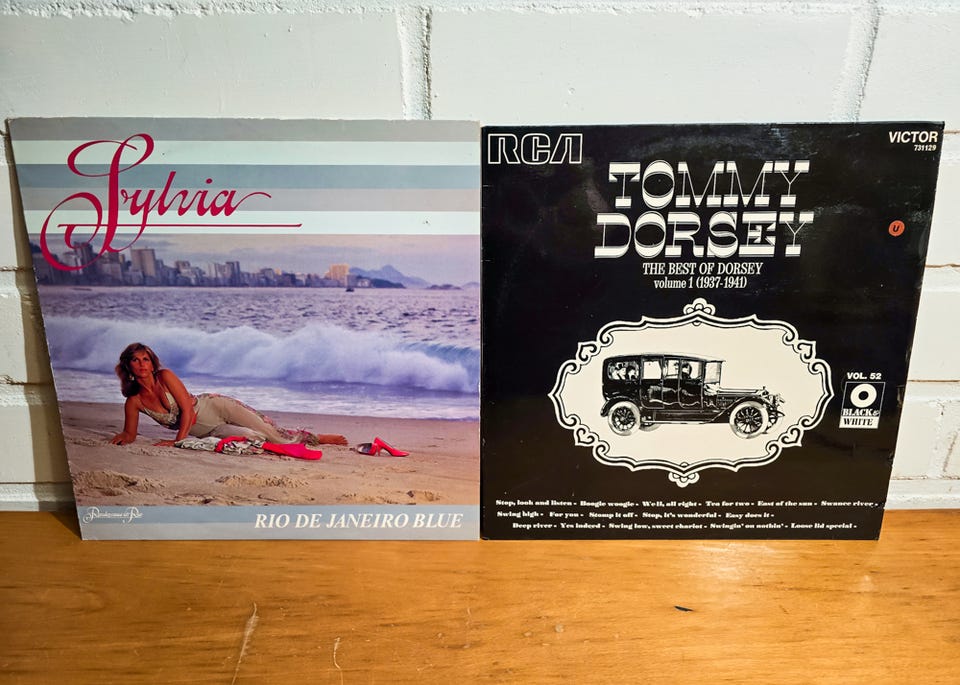 Sylvia
Rendezvous in Rio
RIO DE JANEIRO BLUE
RCA
VICTOR
731129
TOMMY
DORSEY
THE BEST OF DORSEY
volume 1 (1937-1941)
U
VOL. 52
BLACK&
WHITE
Stop, look and listen - Boogie woogie - We'll, all right - Tea for two - East of the sun - Swanee river -
Swing high - For you - Stomp it off - Stop, it's wonderful - Easy does it -
Deep river - Yes indeed - Swing low, sweet chariot - Swingin' on nothin' - Loose lid special -